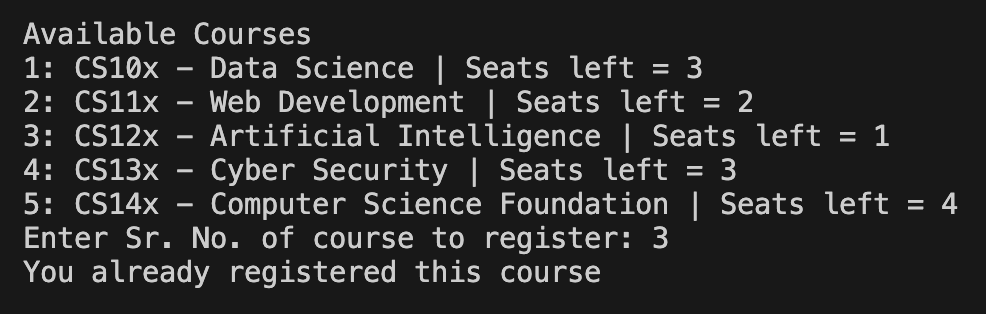 Available Courses
1: CS10x – Data Science | Seats left = 3
2: CS11x – Web Development | Seats left = 2
3: CS12x – Artificial Intelligence | Seats left = 1
4: CS13x – Cyber Security | Seats left = 3
5: CS14x – Computer Science Foundation | Seats left = 4
Enter Sr. No. of course to register: 3
You already registered this course